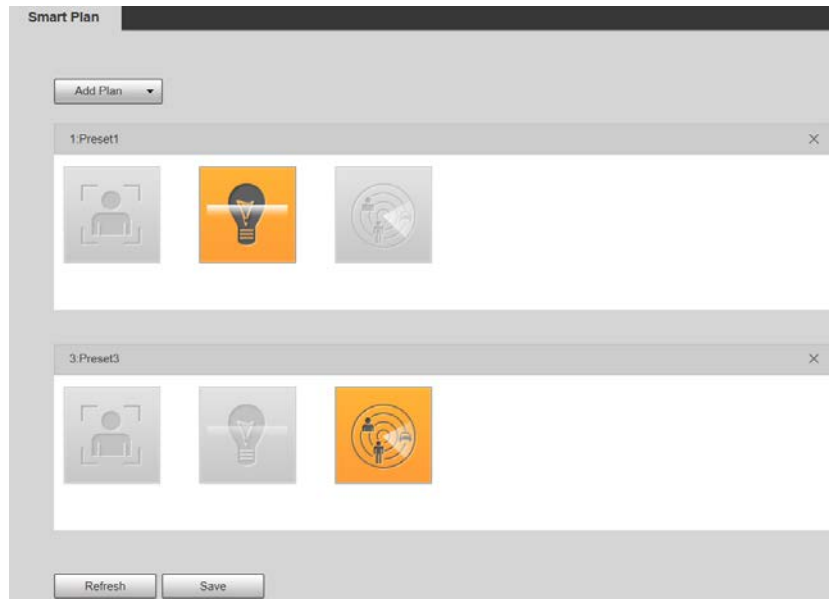 Smart Plan
Add Plan
1:Preset1
3:Preset3
Refresh
Save